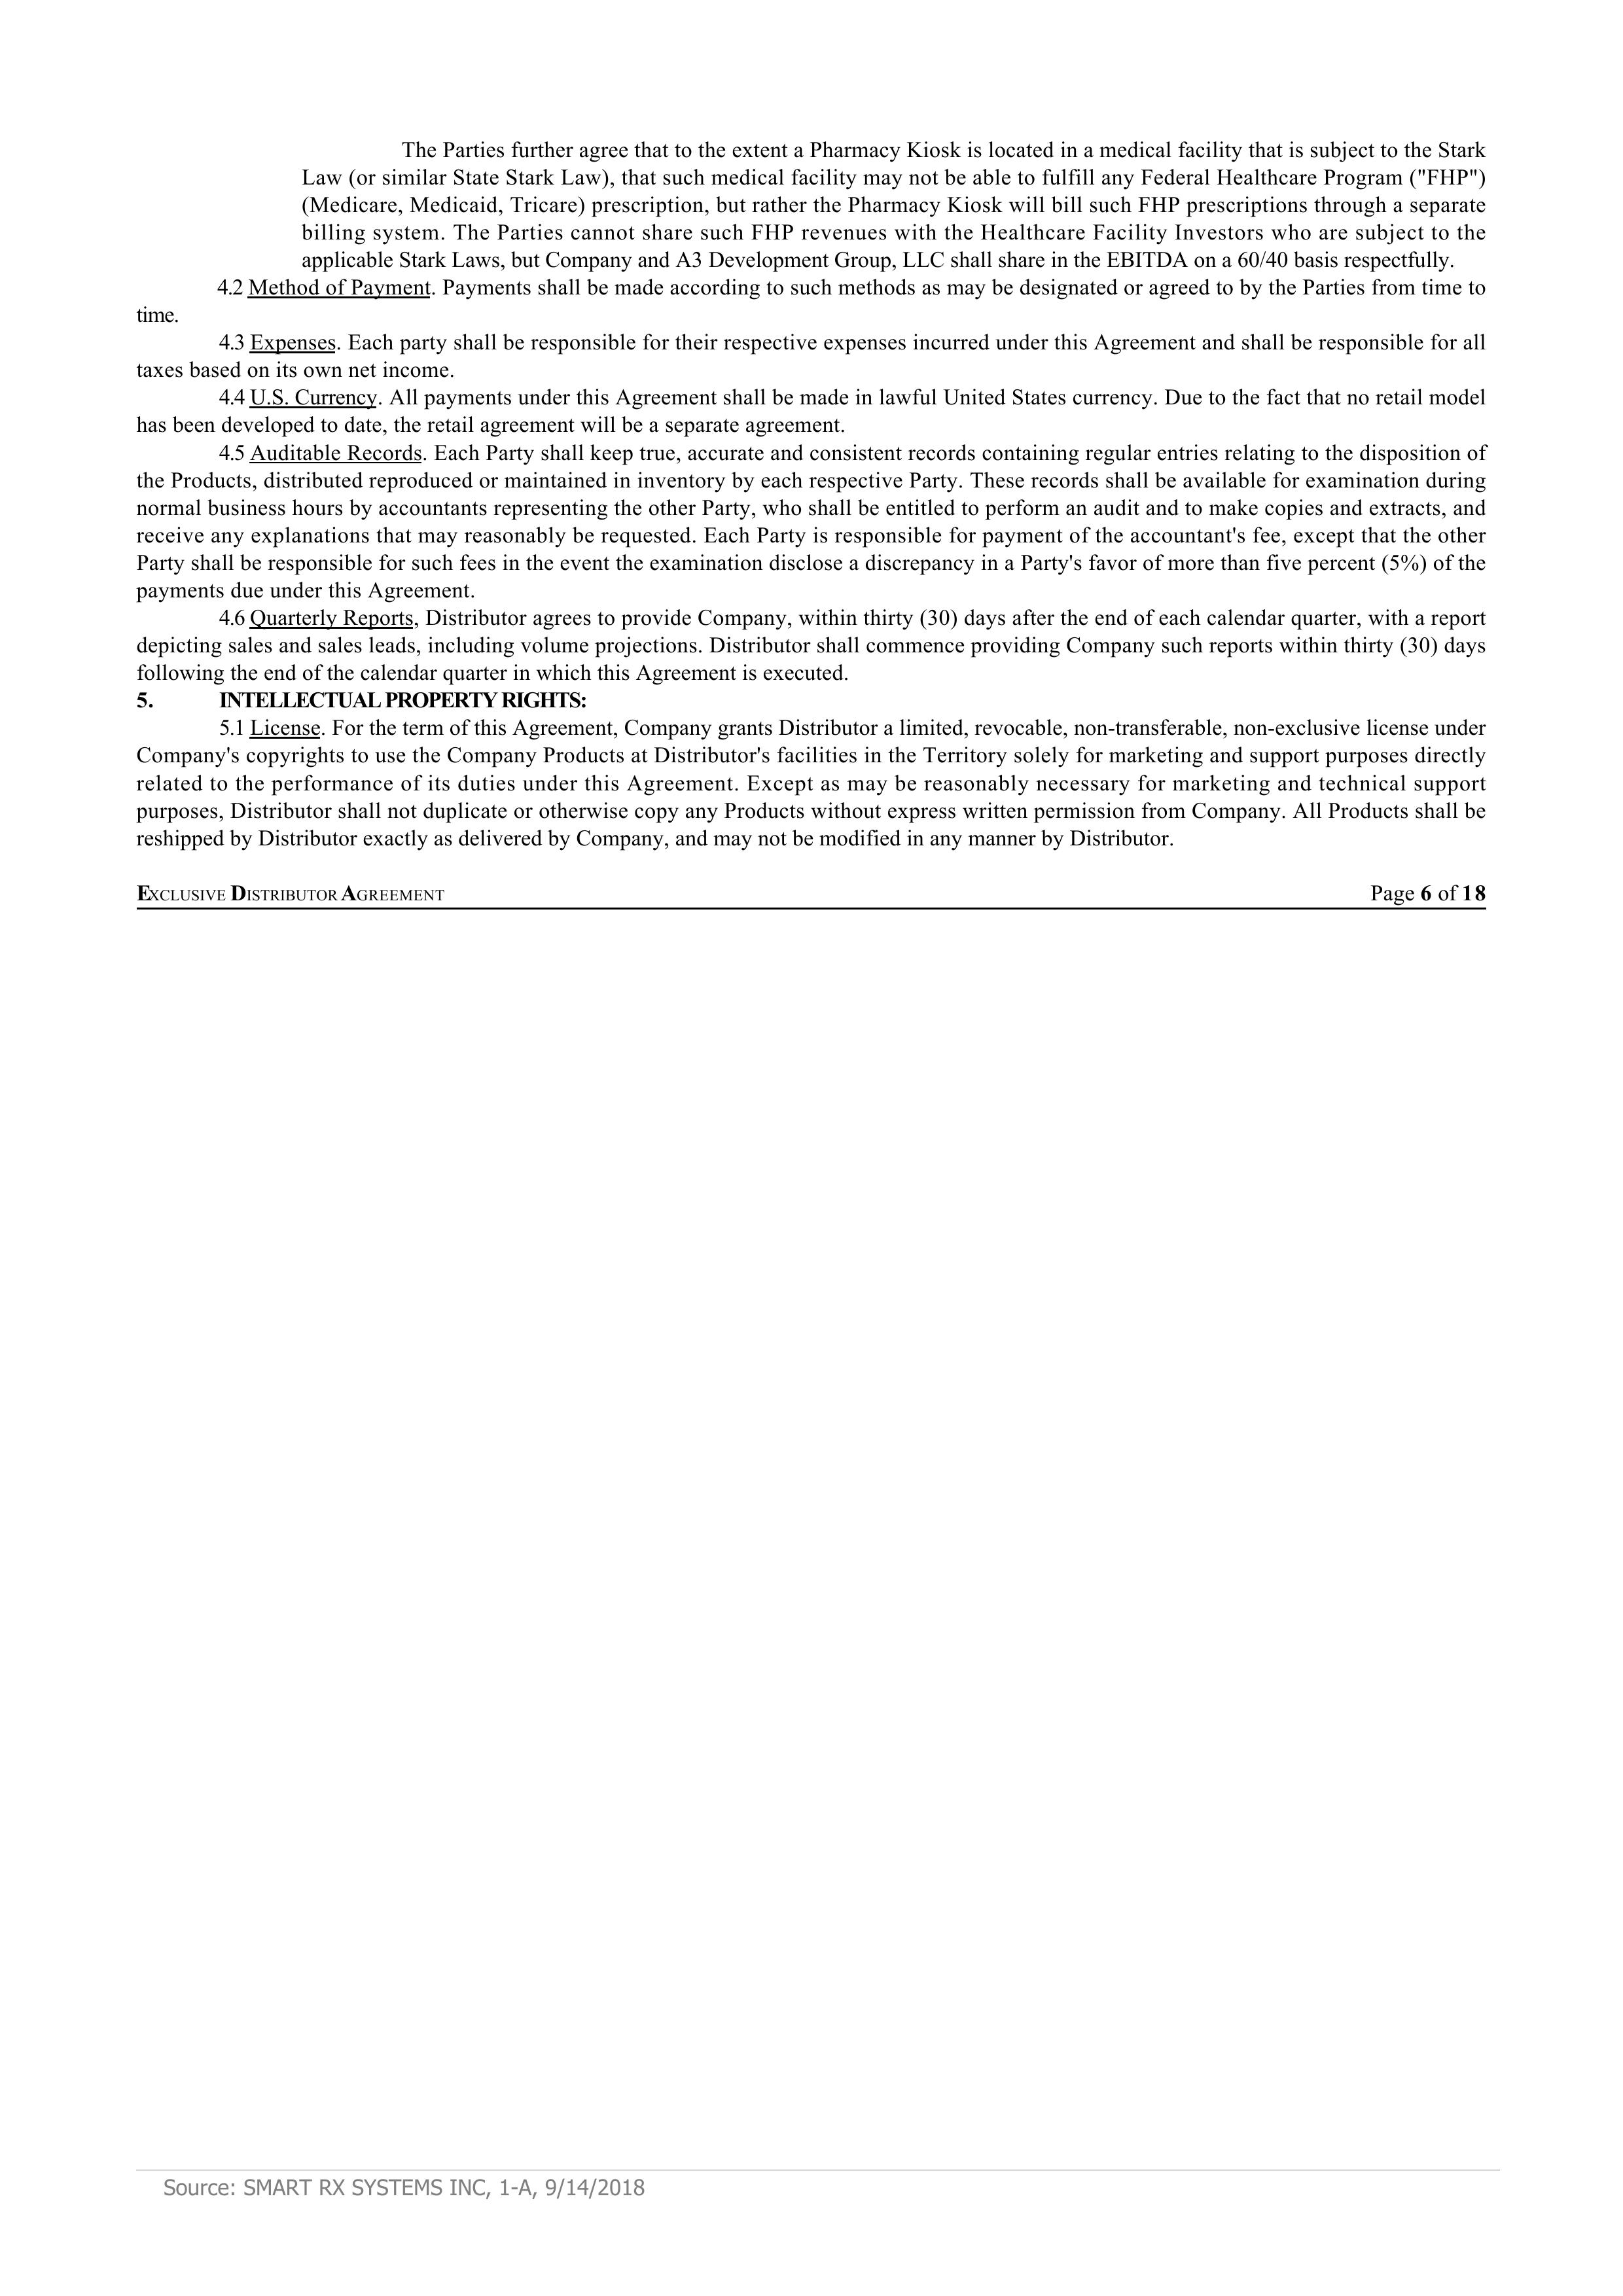 The Parties further agree that to the extent a Pharmacy Kiosk is located in a medical facility that is subject to the Stark
Law (or similar State Stark Law), that such medical facility may not be able to fulfill any Federal Healthcare Program ("FHP")
(Medicare, Medicaid, Tricare) prescription, but rather the Pharmacy Kiosk will bill such FHP prescriptions through a separate
billing system. The Parties cannot share such FHP revenues with the Healthcare Facility Investors who are subject to the
applicable Stark Laws, but Company and A3 Development Group, LLC shall share in the EBITDA on a 60/40 basis respectfully.
4.2 Method of Payment. Payments shall be made according to such methods as may be designated or agreed to by the Parties from time to
time.
4.3 Expenses. Each party shall be responsible for their respective expenses incurred under this Agreement and shall be responsible for all
taxes based on its own net income.
4.4 U.S. Currency. All payments under this Agreement shall be made in lawful United States currency. Due to the fact that no retail model
has been developed to date, the retail agreement will be a separate agreement.
4.5 Auditable Records. Each Party shall keep true, accurate and consistent records containing regular entries relating to the disposition of
the Products, distributed reproduced or maintained in inventory by each respective Party. These records shall be available for examination during
normal business hours by accountants representing the other Party, who shall be entitled to perform an audit and to make copies and extracts, and
receive any explanations that may reasonably be requested. Each Party is responsible for payment of the accountant's fee, except that the other
Party shall be responsible for such fees in the event the examination disclose a discrepancy in a Party's favor of more than five percent (5%) of the
payments due under this Agreement.
4.6 Quarterly Reports, Distributor agrees to provide Company, within thirty (30) days after the end of each calendar quarter, with a report
depicting sales and sales leads, including volume projections. Distributor shall commence providing Company such reports within thirty (30) days
following the end of the calendar quarter in which this Agreement is executed.
5. INTELLECTUAL PROPERTY RIGHTS:
5.1 License. For the term of this Agreement, Company grants Distributor a limited, revocable, non-transferable, non-exclusive license under
Company's copyrights to use the Company Products at Distributor's facilities in the Territory solely for marketing and support purposes directly
related to the performance of its duties under this Agreement. Except as may be reasonably necessary for marketing and technical support
purposes, Distributor shall not duplicate or otherwise copy any Products without express written permission from Company. All Products shall be
reshipped by Distributor exactly as delivered by Company, and may not be modified in any manner by Distributor.
EXCLUSIVE DISTRIBUTOR AGREEMENT Page 6 of 18
Source: SMART RX SYSTEMS INC, 1-A, 9/14/2018